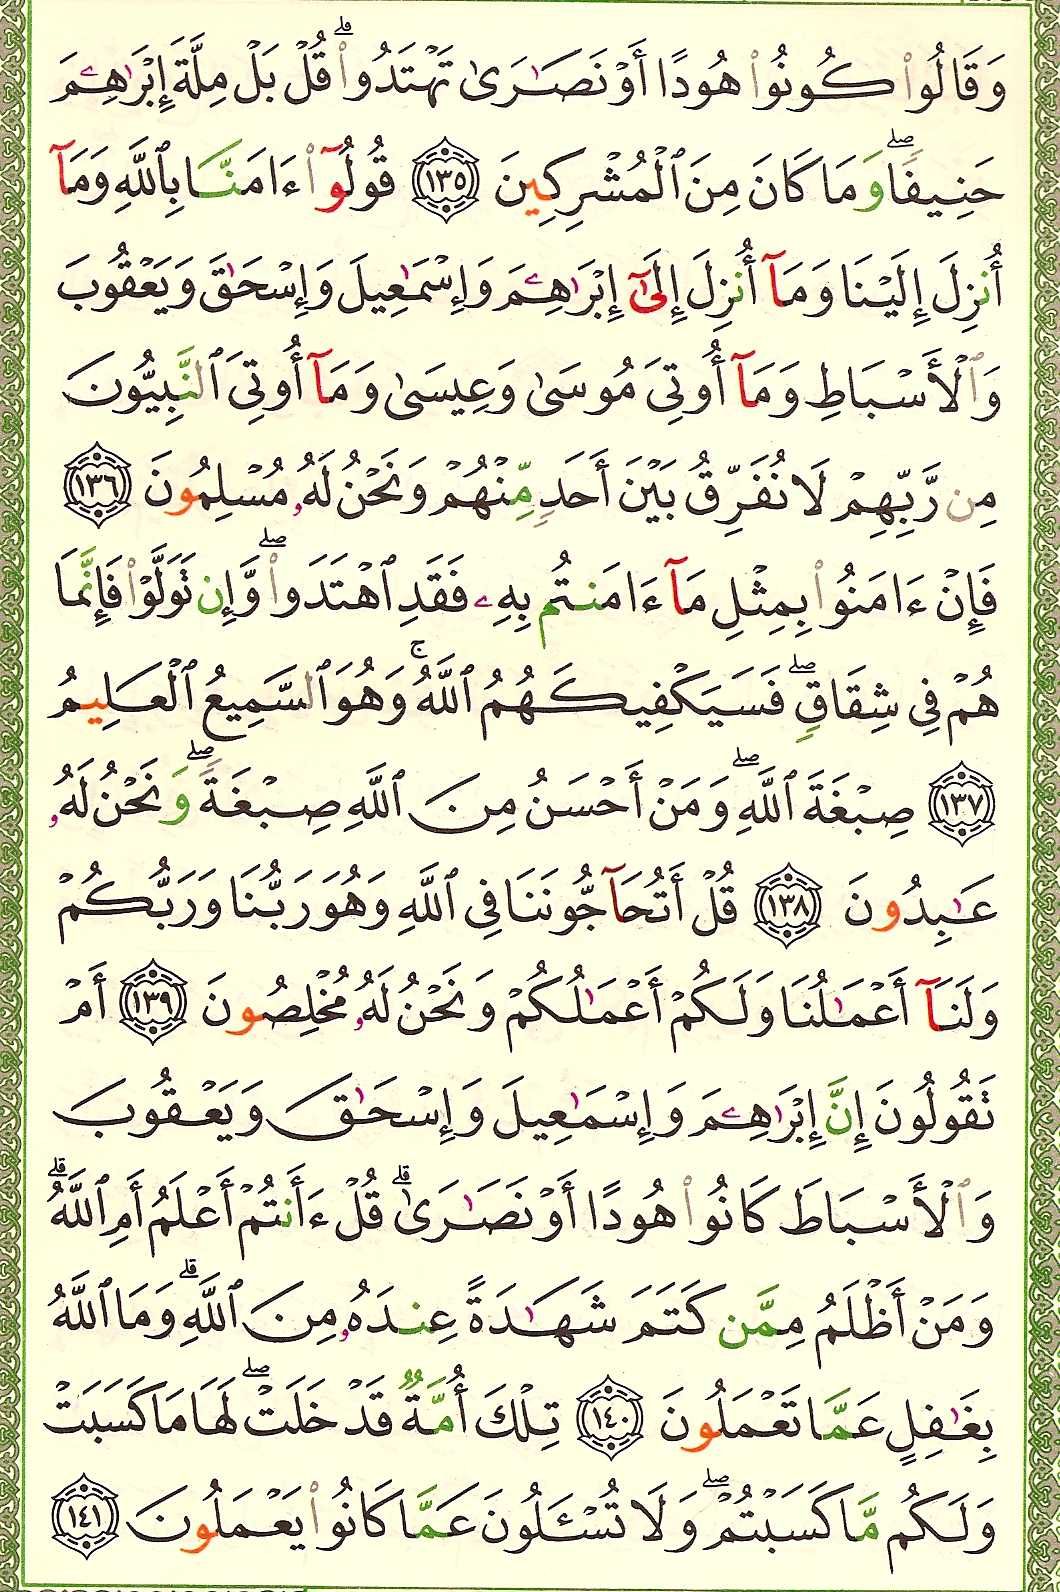 وَقَالُوا۟ كُونُوا۟ هُودًا أَوْ نَصَـٰرَىٰ تَهْتَدُوا۟ ۗ قُلْ بَلْ مِلَّةَ إِبْرَٰهِـۧمَ
حَنِيفًا ۖ وَمَا كَانَ مِنَ ٱلْمُشْرِكِينَ ﴿١٣٥﴾ قُولُوٓا۟ ءَامَنَّا بِٱللَّهِ وَمَآ
أُنزِلَ إِلَيْنَا وَمَآ أُنزِلَ إِلَىٰٓ إِبْرَٰهِـۧمَ وَإِسْمَـٰعِيلَ وَإِسْحَـٰقَ وَيَعْقُوبَ
وَٱلْأَسْبَاطِ وَمَآ أُوتِىَ مُوسَىٰ وَعِيسَىٰ وَمَآ أُوتِىَ ٱلنَّبِيُّونَ
مِن رَّبِّهِمْ لَا نُفَرِّقُ بَيْنَ أَحَدٍ مِّنْهُمْ وَنَحْنُ لَهُۥ مُسْلِمُونَ ﴿١٣٦﴾
فَإِنْ ءَامَنُوا۟ بِمِثْلِ مَآ ءَامَنتُم بِهِۦ فَقَدِ ٱهْتَدَوا۟ ۖ وَّإِن تَوَلَّوْا۟ فَإِنَّمَا
هُمْ فِى شِقَاقٍ ۖ فَسَيَكْفِيكَهُمُ ٱللَّهُ ۚ وَهُوَ ٱلسَّمِيعُ ٱلْعَلِيمُ
﴿١٣٧﴾ صِبْغَةَ ٱللَّهِ ۖ وَمَنْ أَحْسَنُ مِنَ ٱللَّهِ صِبْغَةً ۖ وَنَحْنُ لَهُۥ
عَـٰبِدُونَ ﴿١٣٨﴾ قُلْ أَتُحَآجُّونَنَا فِى ٱللَّهِ وَهُوَ رَبُّنَا وَرَبُّكُمْ
وَلَنَآ أَعْمَـٰلُنَا وَلَكُمْ أَعْمَـٰلُكُمْ وَنَحْنُ لَهُۥ مُخْلِصُونَ ﴿١٣٩﴾ أَمْ
تَقُولُونَ إِنَّ إِبْرَٰهِـۧمَ وَإِسْمَـٰعِيلَ وَإِسْحَـٰقَ وَيَعْقُوبَ
وَٱلْأَسْبَاطَ كَانُوا۟ هُودًا أَوْ نَصَـٰرَىٰ ۗ قُلْ ءَأَنتُمْ أَعْلَمُ أَمِ ٱللَّهُ ۗ
وَمَنْ أَظْلَمُ مِمَّن كَتَمَ شَهَـٰدَةً عِندَهُۥ مِنَ ٱللَّهِ ۗ وَمَا ٱللَّهُ
بِغَـٰفِلٍ عَمَّا تَعْمَلُونَ ﴿١٤٠﴾ تِلْكَ أُمَّةٌ قَدْ خَلَتْ ۖ لَهَا مَا كَسَبَتْ
وَلَكُم مَّا كَسَبْتُمْ ۖ وَلَا تُسْـَٔلُونَ عَمَّا كَانُوا۟ يَعْمَلُونَ ﴿١٤١﴾